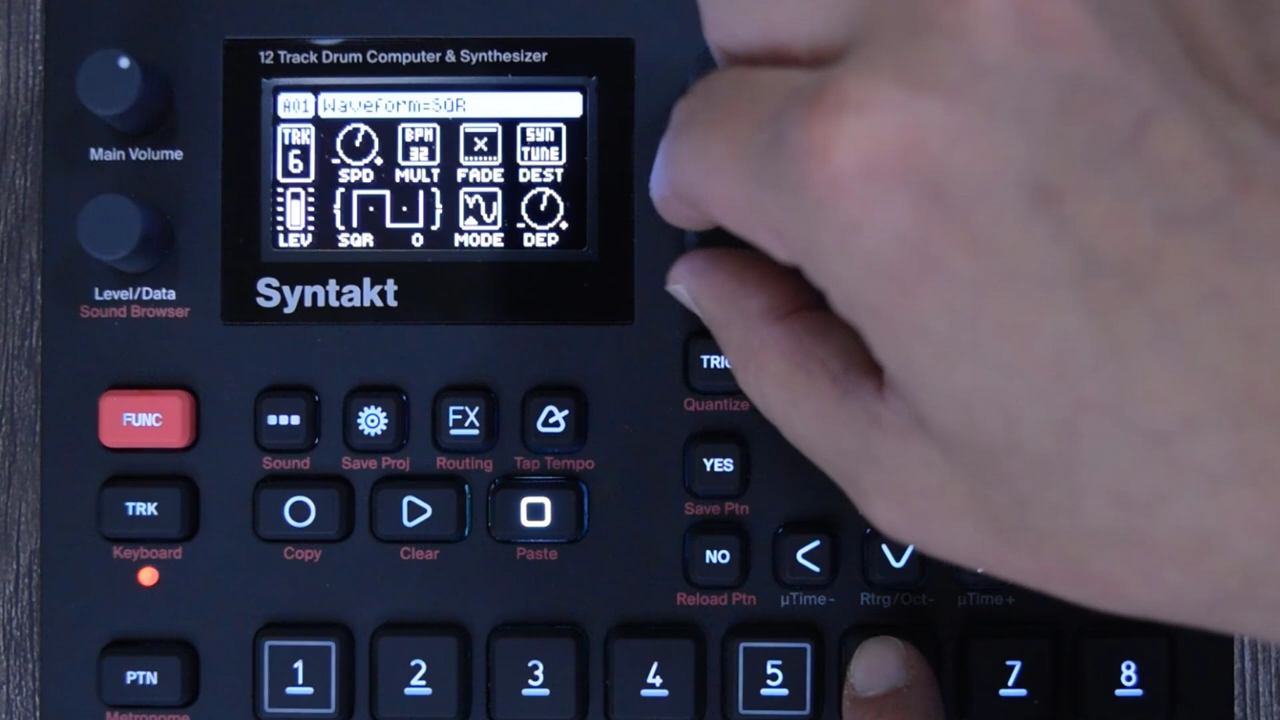 12 Track Drum Computer & Synthesizer
A01 Waveform=SQR
TRK 6 BPM 32 SYN TUNE
SPD MULT FADE DEST
LEV SQR 0 MODE DEP
Syntakt
Main Volume
Level/Data
Sound Browser
FUNC
FX
Sound Save Proj Routing Tap Tempo
TRK
Keyboard Copy Clear Paste
Quantize
YES
Save Ptn
NO
Reload Ptn µTime- Rtrg/Oct- µTime+
PTN 1 2 3 4 5 7 8
Metronome